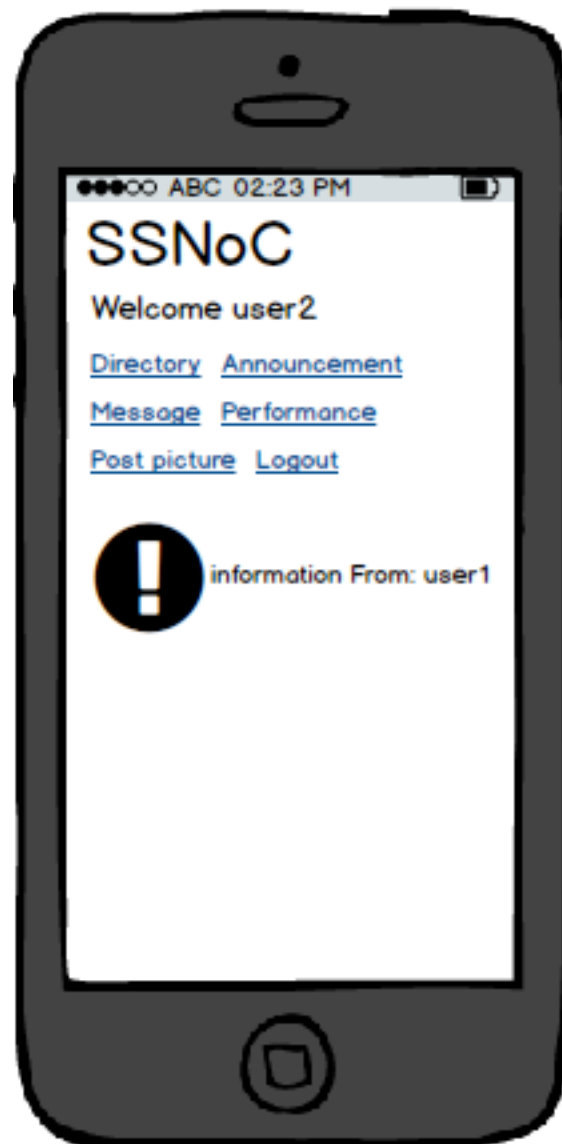 ABC 02:23 PM
SSNoC
Welcome user2
Directory Announcement
Message Performance
Post picture Logout
! information From: user1